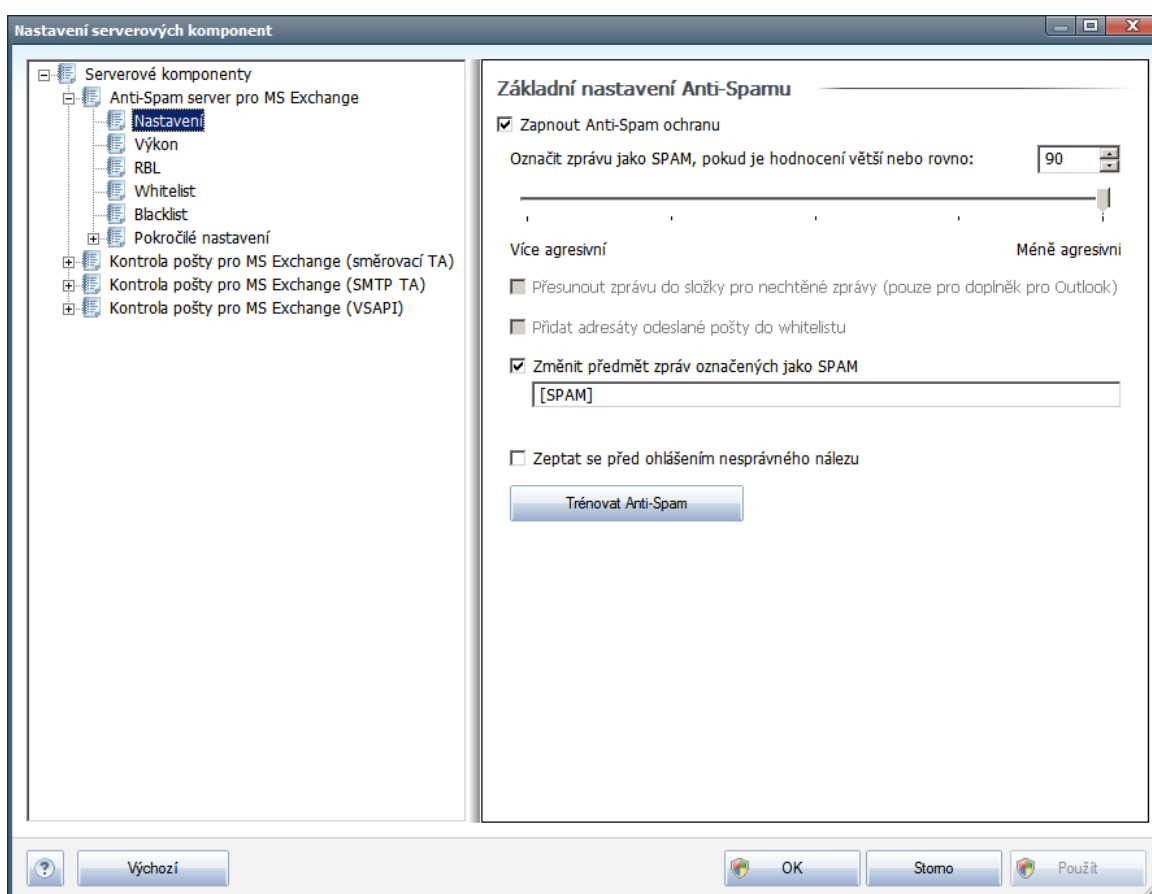 Nastavení serverových komponent
Serverové komponenty
Anti-Spam server pro MS Exchange
Nastavení
Výkon
RBL
Whitelist
Blacklist
Pokročilé nastavení
Kontrola pošty pro MS Exchange (směrovací TA)
Kontrola pošty pro MS Exchange (SMTP TA)
Kontrola pošty pro MS Exchange (VSAPI)
Základní nastavení Anti-Spamu
Zapnout Anti-Spam ochranu
Označit zprávu jako SPAM, pokud je hodnocení větší nebo rovno: 90
Více agresivní Méně agresivní
Přesunout zprávu do složky pro nechtěné zprávy (pouze pro doplněk pro Outlook)
Přidat adresáty odeslané pošty do whitelistu
Změnit předmět zpráv označených jako SPAM
[SPAM]
Zeptat se před ohlášením nesprávného nálezu
Trénovat Anti-Spam
? Výchozí OK Storno Použít